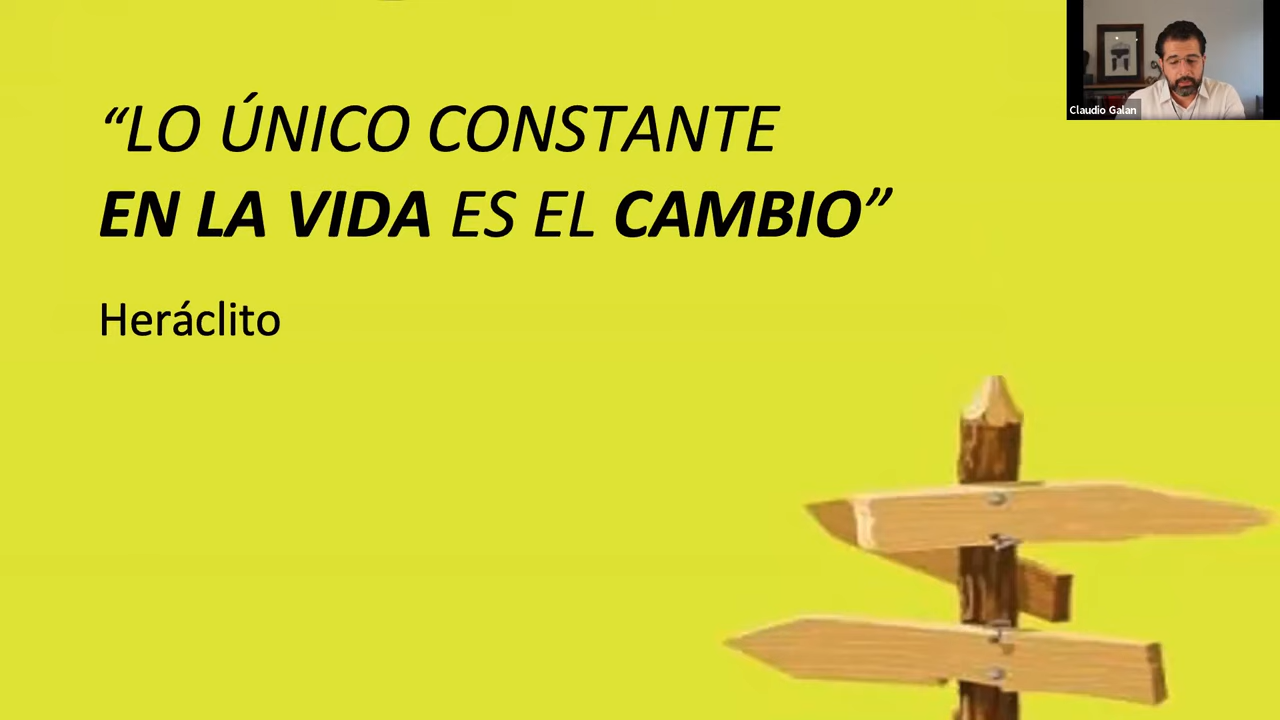 “LO ÚNICO CONSTANTE
EN LA VIDA ES EL CAMBIO”
Heráclito
Claudio Galan